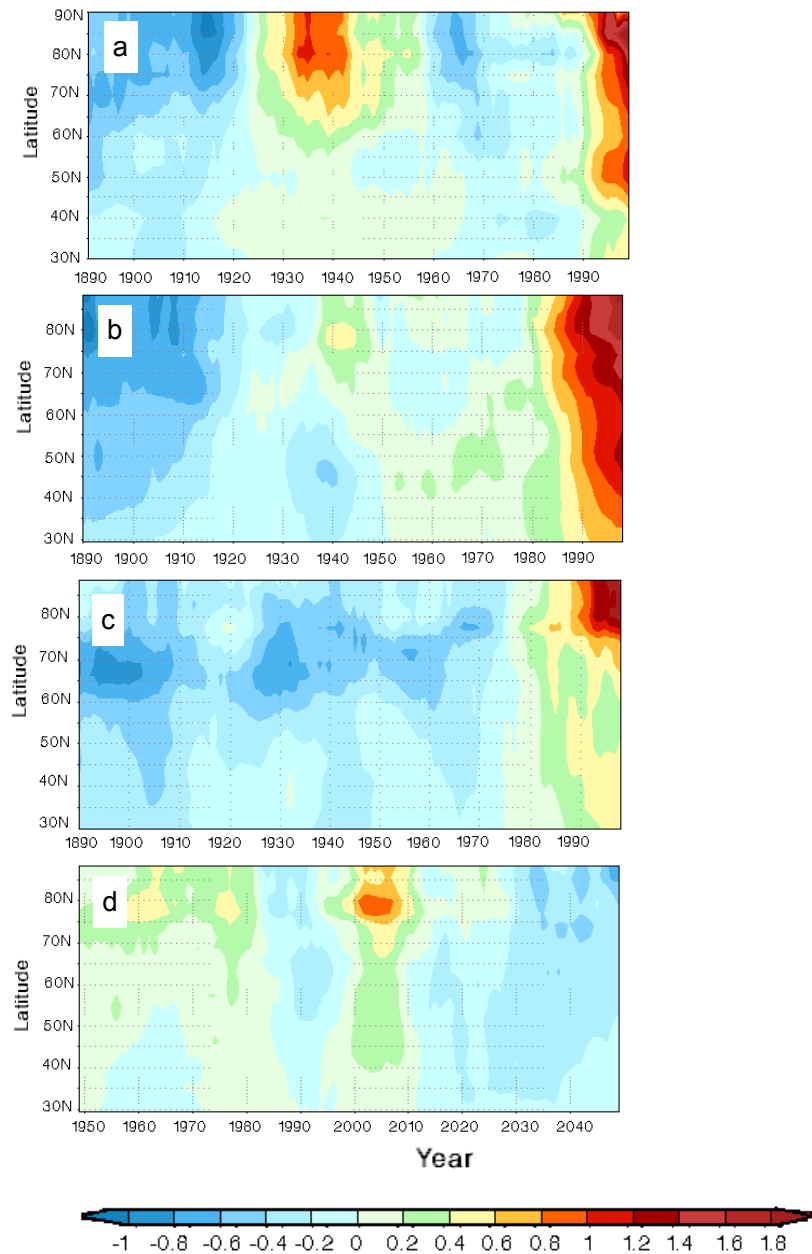 90N
a
80N
70N
60N
50N
40N
30N
Latitude
1890 1900 1910 1920 1930 1940 1950 1960 1970 1980 1990
b
80N
70N
60N
50N
40N
30N
Latitude
1890 1900 1910 1920 1930 1940 1950 1960 1970 1980 1990
c
80N
70N
60N
50N
40N
30N
Latitude
1890 1900 1910 1920 1930 1940 1950 1960 1970 1980 1990
d
80N
70N
60N
50N
40N
30N
Latitude
1950 1960 1970 1980 1990 2000 2010 2020 2030 2040
Year
-1 -0.8 -0.6 -0.4 -0.2 0 0.2 0.4 0.6 0.8 1 1.2 1.4 1.6 1.8